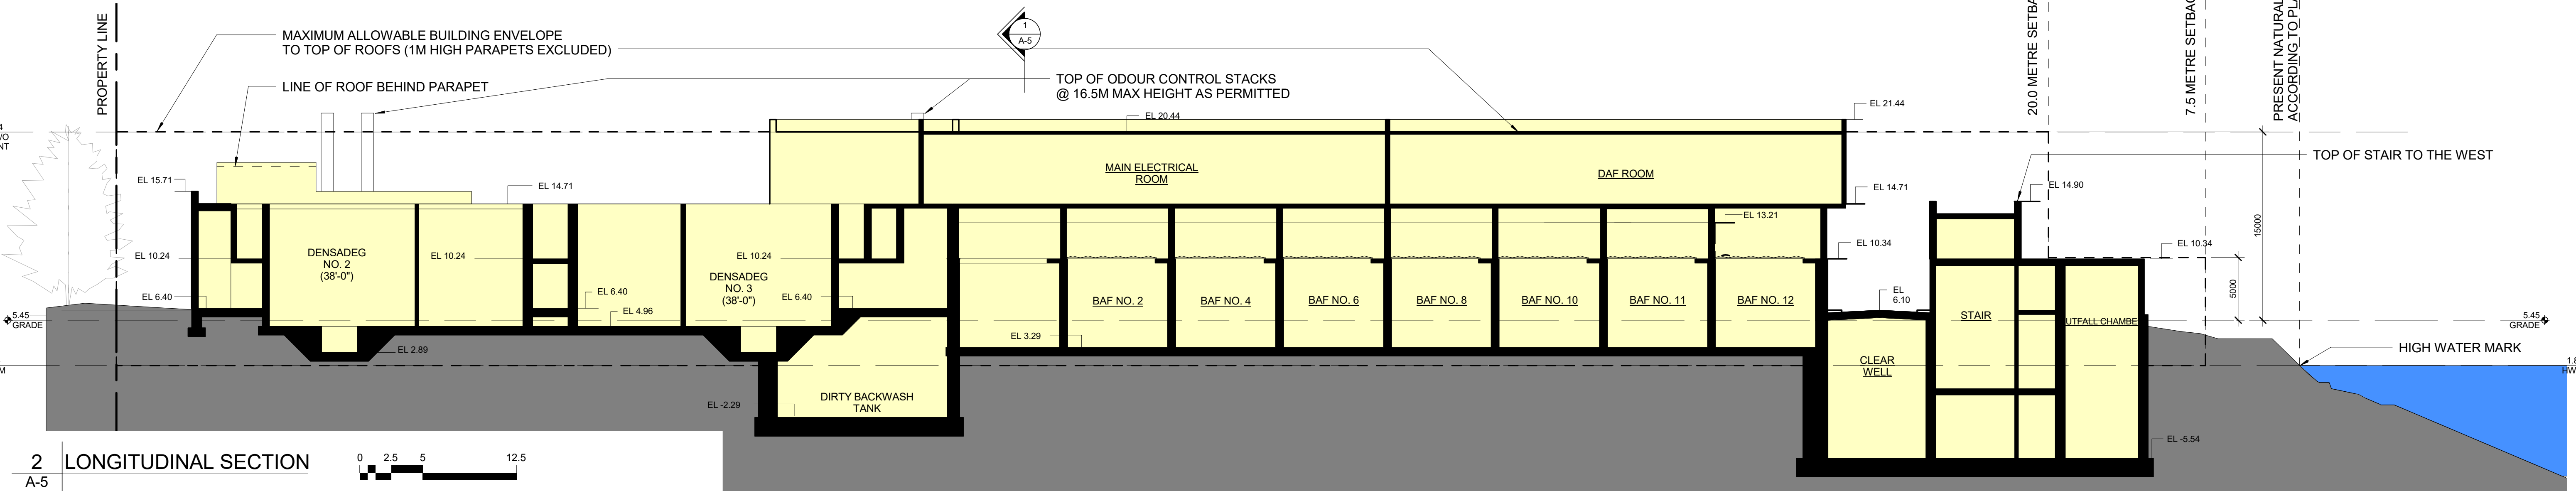 PROPERTY LINE
MAXIMUM ALLOWABLE BUILDING ENVELOPE
TO TOP OF ROOFS (1M HIGH PARAPETS EXCLUDED)
LINE OF ROOF BEHIND PARAPET
1
A-5
TOP OF ODOUR CONTROL STACKS
@ 16.5M MAX HEIGHT AS PERMITTED
20.0 METRE SETBA
7.5 METRE SETBAC
PRESENT NATURAL
ACCORDING TO PLA
4
/O
NT
EL 21.44
EL 20.44
MAIN ELECTRICAL
ROOM
DAF ROOM
TOP OF STAIR TO THE WEST
EL 15.71
EL 14.71
EL 14.71
EL 14.90
EL 13.21
15000
EL 10.24
DENSADEG
NO. 2
(38'-0")
EL 10.24
EL 10.24
DENSADEG
NO. 3
(38'-0")
EL 10.34
EL 10.34
EL 6.40
EL 6.40
EL 6.40
EL 4.96
BAF NO. 2
BAF NO. 4
BAF NO. 6
BAF NO. 8
BAF NO. 10
BAF NO. 11
BAF NO. 12
EL
6.10
STAIR
UTFALL CHAMBE
5000
5.45
GRADE
5.45
GRADE
EL 2.89
EL 3.29
CLEAR
WELL
HIGH WATER MARK
M
1.8
HW
DIRTY BACKWASH
TANK
EL -2.29
EL -5.54
2
A-5
LONGITUDINAL SECTION
0 2.5 5 12.5